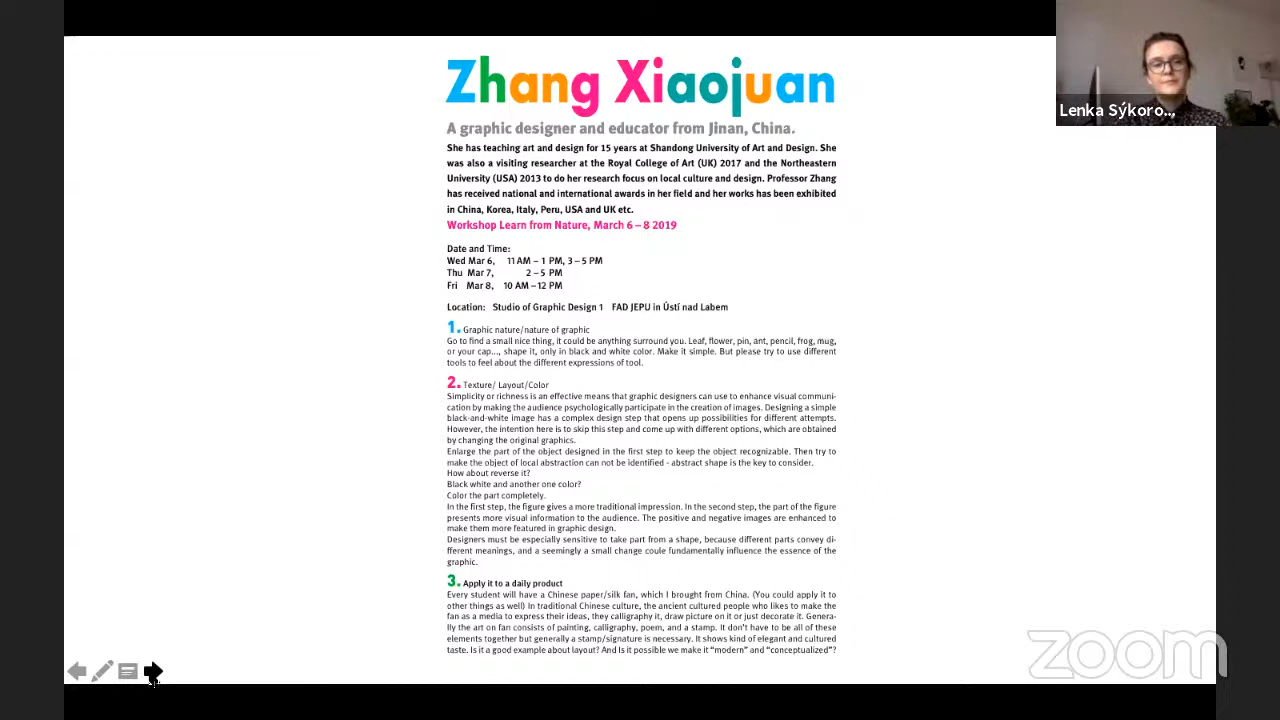 Zhang Xiaojuan
A graphic designer and educator from Jinan, China.
She has teaching art and design for 15 years at Shandong University of Art and Design. She
was also a visiting researcher at the Royal College of Art (UK) 2017 and the Northeastern
University (USA) 2013 to do her research focus on local culture and design. Professor Zhang
has received national and international awards in her field and her works has been exhibited
in China, Korea, Italy, Peru, USA and UK etc.
Workshop Learn from Nature, March 6 – 8 2019
Date and Time:
Wed Mar 6, 11 AM – 1 PM, 3 – 5 PM
Thu Mar 7, 2 – 5 PM
Fri Mar 8, 10 AM – 12 PM
Location: Studio of Graphic Design 1 FAD JEPU in Ústí nad Labem
1. Graphic nature/nature of graphic
Go to find a small nice thing, it could be anything surround you. Leaf, flower, pin, ant, pencil, frog, mug,
or your cap..., shape it, only in black and white color. Make it simple. But please try to use different
tools to feel about the different expressions of tool.
2. Texture/ Layout/Color
Simplicity or richness is an effective means that graphic designers can use to enhance visual communi-
cation by making the audience psychologically participate in the creation of images. Designing a simple
black-and-white image has a complex design step that opens up possibilities for different attempts.
However, the intention here is to skip this step and come up with different options, which are obtained
by changing the original graphics.
Enlarge the part of the object designed in the first step to keep the object recognizable. Then try to
make the object of local abstraction can not be identified - abstract shape is the key to consider.
How about reverse it?
Black white and another one color?
Color the part completely.
In the first step, the figure gives a more traditional impression. In the second step, the part of the figure
presents more visual information to the audience. The positive and negative images are enhanced to
make them more featured in graphic design.
Designers must be especially sensitive to take part from a shape, because different parts convey di-
fferent meanings, and a seemingly a small change coule fundamentally influence the essence of the
graphic.
3. Apply it to a daily product
Every student will have a Chinese paper/silk fan, which I brought from China. (You could apply it to
other things as well) In traditional Chinese culture, the ancient cultured people who likes to make the
fan as a media to express their ideas, they calligraphy it, draw picture on it or just decorate it. Genera-
lly the art on fan consists of painting, calligraphy, poem, and a stamp. It don't have to be all of these
elements together but generally a stamp/signature is necessary. It shows kind of elegant and cultured
taste. Is it a good example about layout? And Is it possible we make it "modern" and "conceptualized"?
Lenka Sýkoro...
zoom